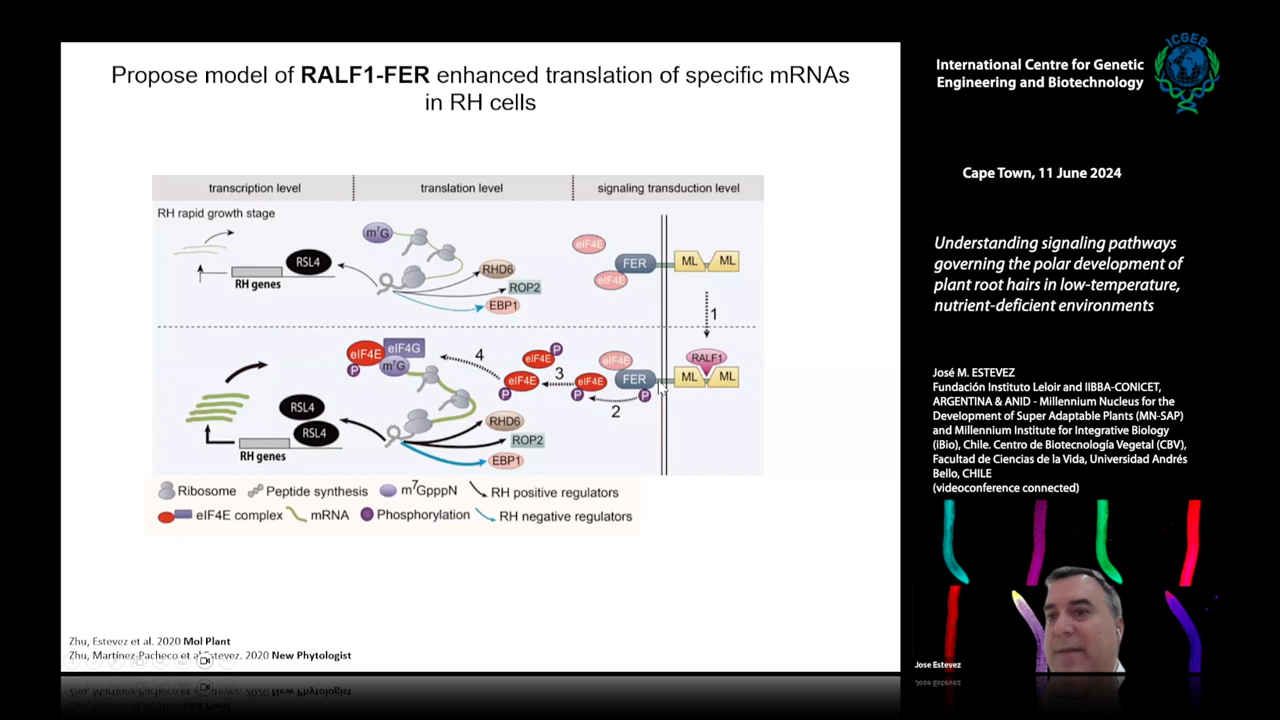 Propose model of RALF1-FER enhanced translation of specific mRNAs
in RH cells
transcription level
translation level
signaling transduction level
RH rapid growth stage
m7G
eIF4E
FER
ML
ML
RSL4
RH genes
RHD6
ROP2
EBP1
eIF4E
1
eIF4E
eIF4G
P
m7G
4
eIF4E
P
eIF4E
P
3
eIF4E
P
eIF4E
FER
P
2
RALF1
ML
ML
RSL4
RSL4
RH genes
RHD6
ROP2
EBP1
Ribosome
Peptide synthesis
m7GpppN
RH positive regulators
eIF4E complex
mRNA
Phosphorylation
RH negative regulators
Zhu, Estevez et al. 2020 Mol Plant
Zhu, Martínez-Pacheco et al Estevez. 2020 New Phytologist
ICGEB
International Centre for Genetic
Engineering and Biotechnology
Cape Town, 11 June 2024
Understanding signaling pathways
governing the polar development of
plant root hairs in low-temperature,
nutrient-deficient environments
José M. ESTEVEZ
Fundación Instituto Leloir and IIBBA-CONICET,
ARGENTINA & ANID - Millennium Nucleus for the
Development of Super Adaptable Plants (MN-SAP)
and Millennium Institute for Integrative Biology
(iBio), Chile. Centro de Biotecnología Vegetal (CBV),
Facultad de Ciencias de la Vida, Universidad Andrés
Bello, CHILE
(videoconference connected)
Jose Estevez